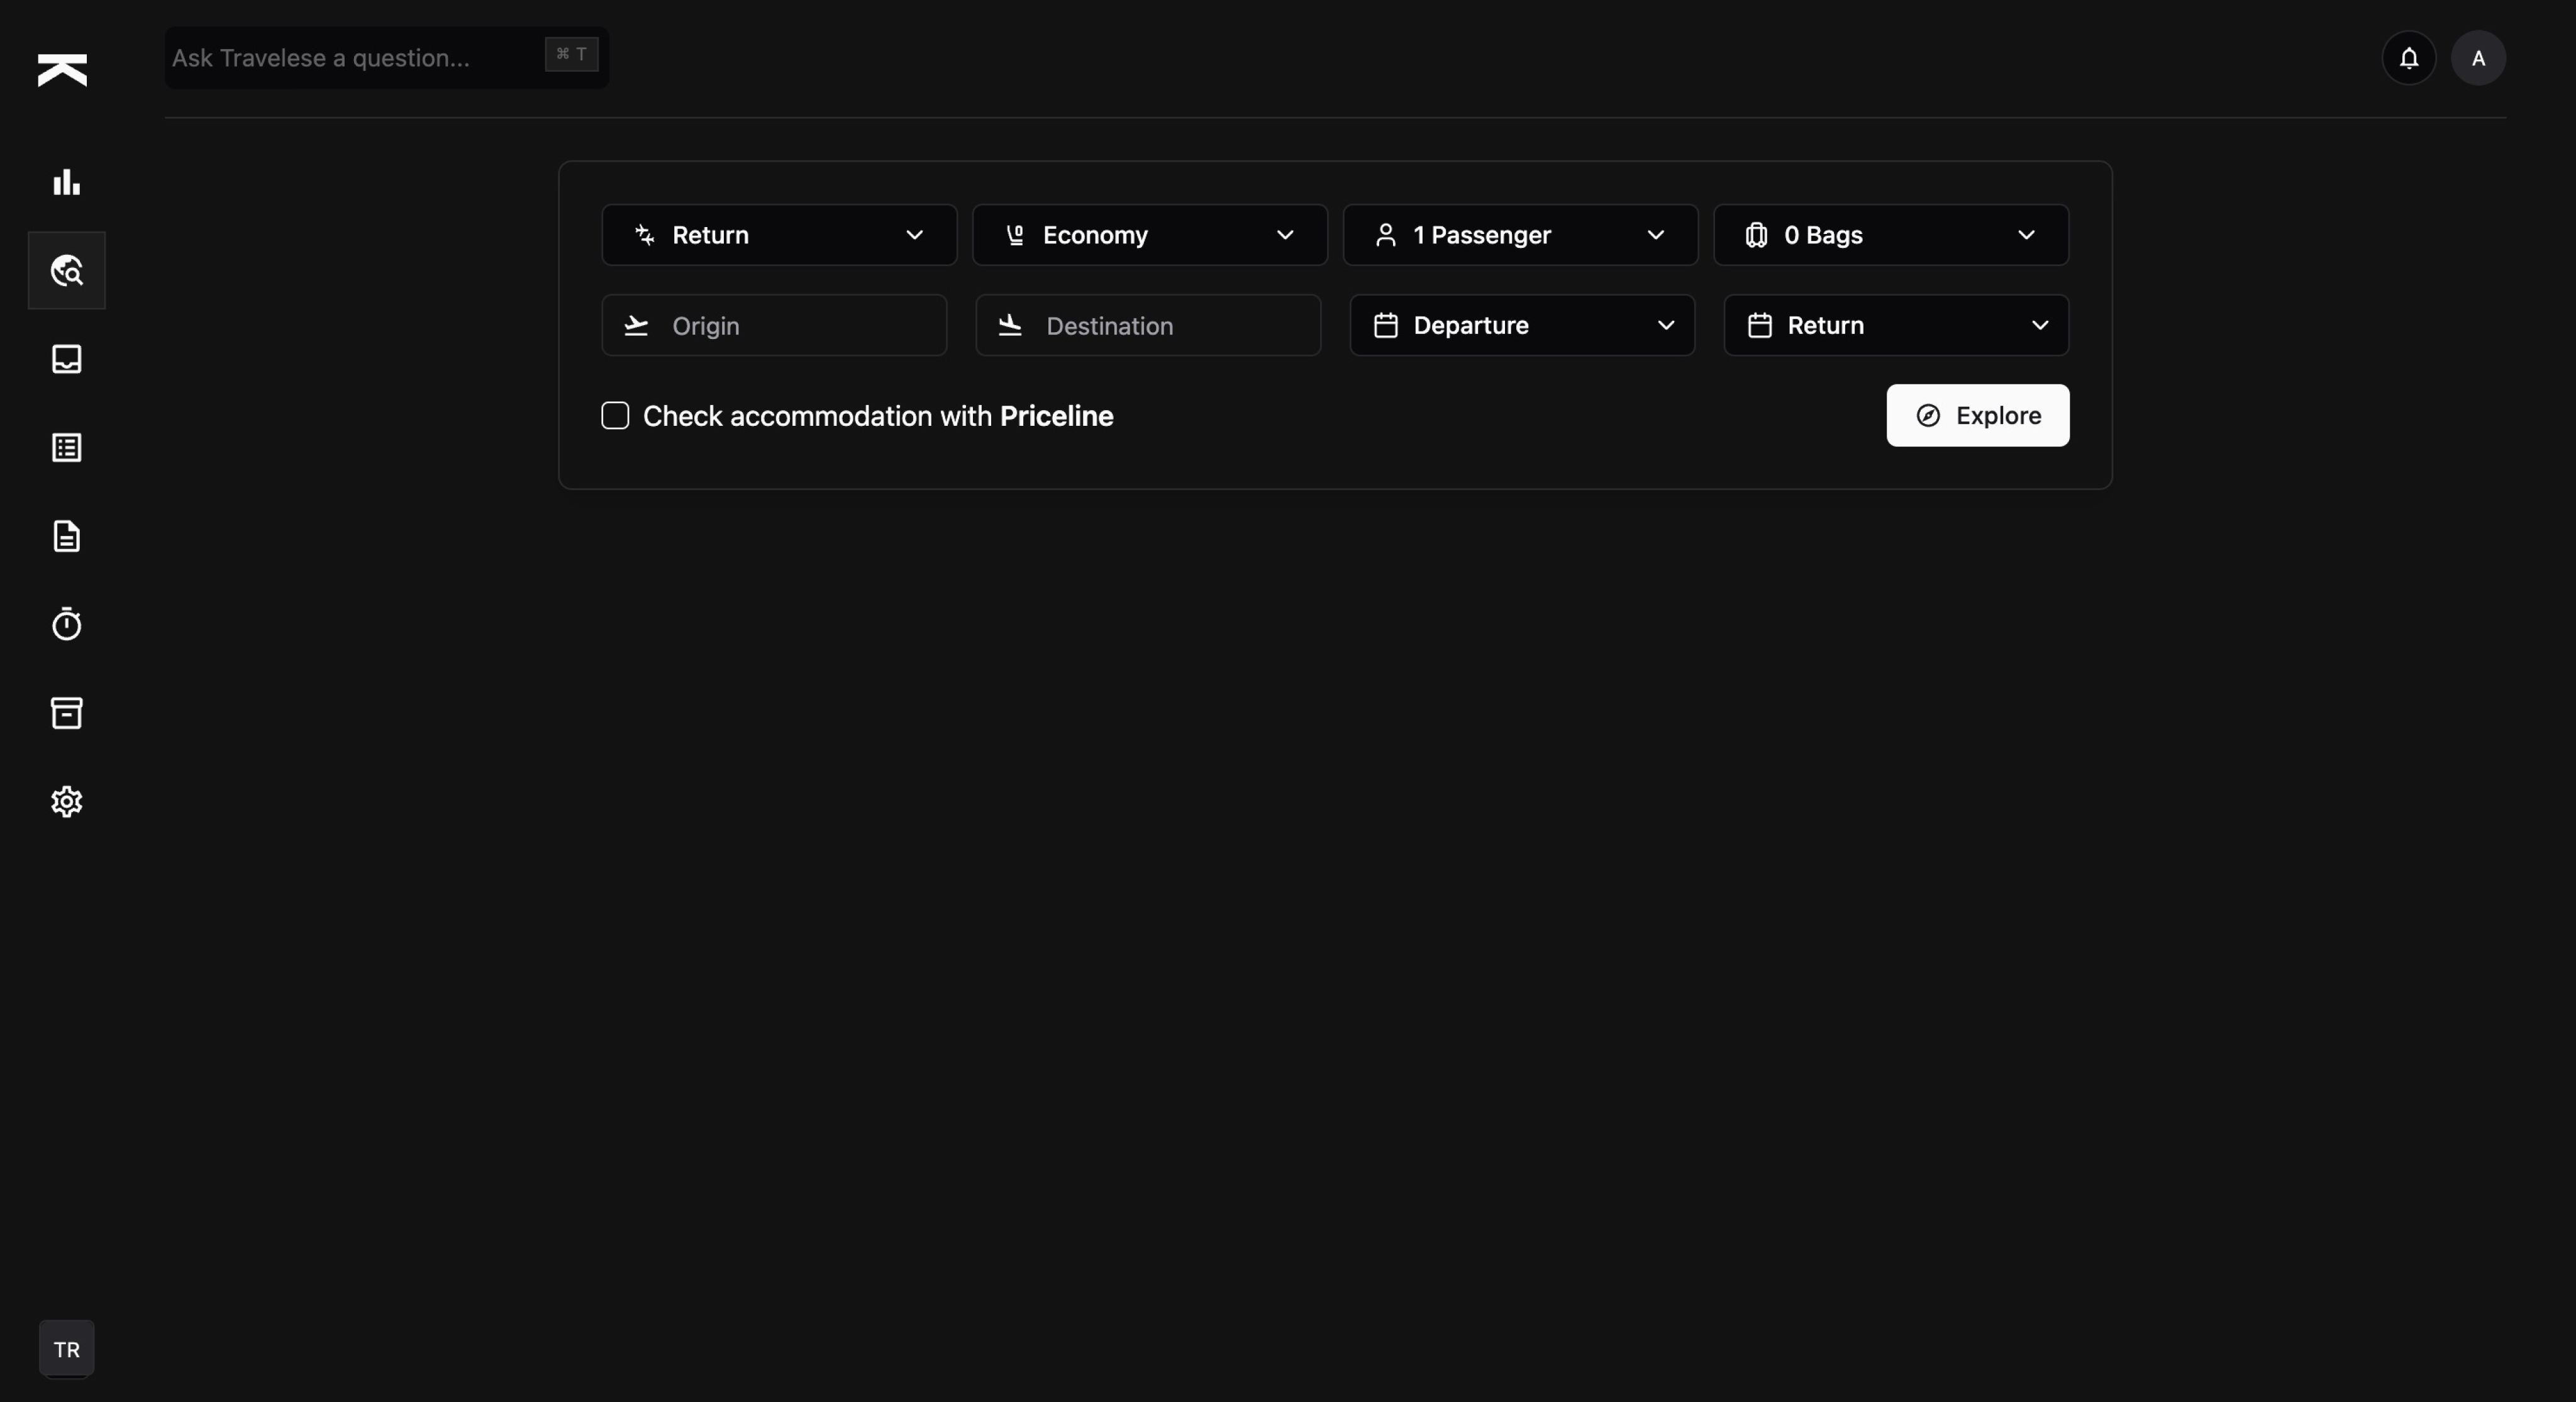 Ask Travelese a question... ⌘ T
A
Return
Economy
1 Passenger
0 Bags
Origin
Destination
Departure
Return
Check accommodation with Priceline
Explore
TR